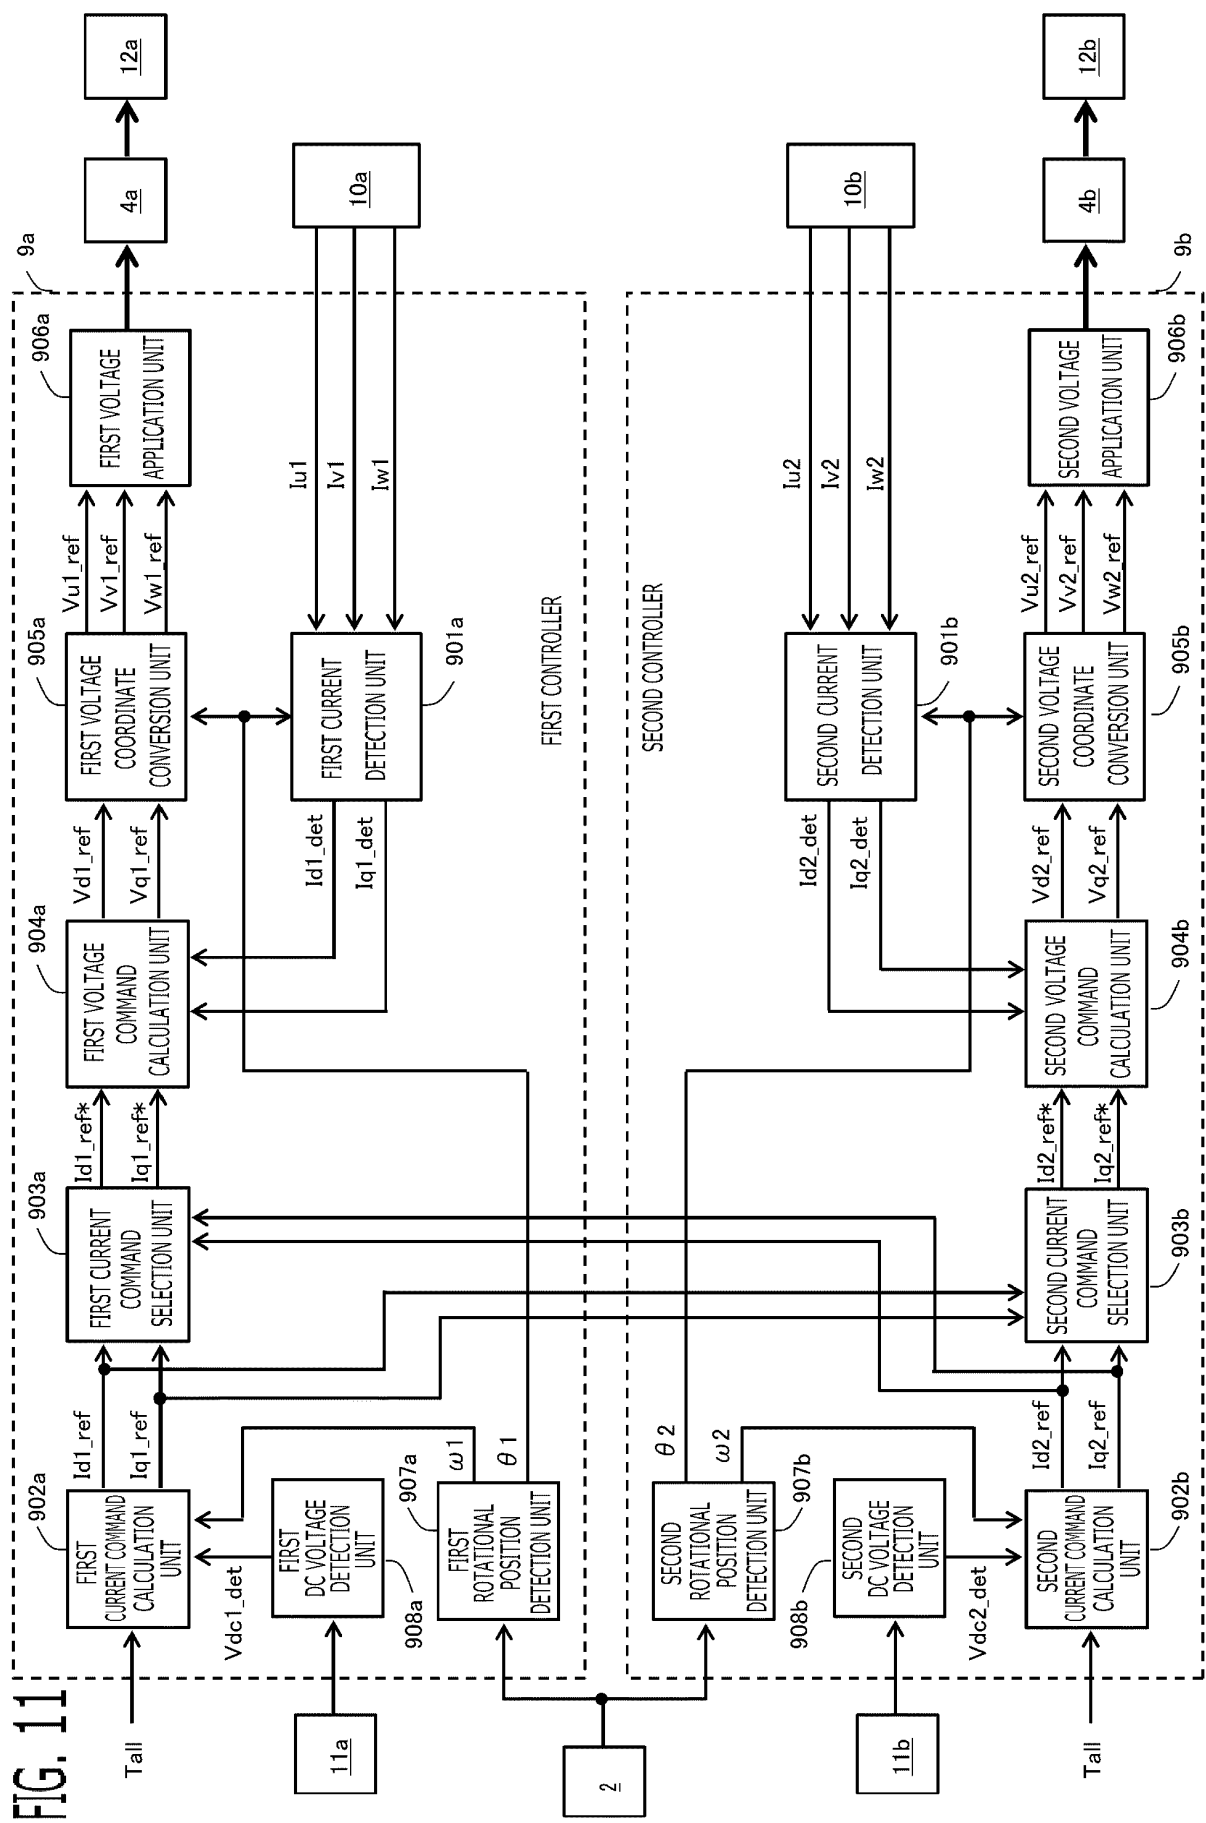 FIG. 11
Tall
902a
FIRST
CURRENT COMMAND
CALCULATION
UNIT
Id1_ref
Iq1_ref
903a
FIRST CURRENT
COMMAND
SELECTION UNIT
Id1_ref*
Iq1_ref*
904a
FIRST VOLTAGE
COMMAND
CALCULATION UNIT
Vd1_ref
Vq1_ref
905a
FIRST VOLTAGE
COORDINATE
CONVERSION UNIT
Vu1_ref
Vv1_ref
Vw1_ref
906a
FIRST VOLTAGE
APPLICATION UNIT
9a
4a
12a
11a
Vdc1_det
FIRST
DC VOLTAGE
DETECTION
UNIT
908a
ω1
θ1
907a
FIRST
ROTATIONAL
POSITION
DETECTION UNIT
Id1_det
Iq1_det
FIRST CURRENT
DETECTION UNIT
901a
Iu1
Iv1
Iw1
10a
FIRST CONTROLLER
2
SECOND CONTROLLER
θ2
ω2
SECOND
ROTATIONAL
POSITION
DETECTION UNIT
907b
908b
SECOND
DC VOLTAGE
DETECTION
UNIT
Vdc2_det
11b
Id2_det
Iq2_det
SECOND CURRENT
DETECTION UNIT
901b
Iu2
Iv2
Iw2
10b
Tall
SECOND
CURRENT COMMAND
CALCULATION
UNIT
902b
Id2_ref
Iq2_ref
SECOND CURRENT
COMMAND
SELECTION UNIT
903b
Id2_ref*
Iq2_ref*
SECOND VOLTAGE
COMMAND
CALCULATION UNIT
904b
Vd2_ref
Vq2_ref
SECOND VOLTAGE
COORDINATE
CONVERSION UNIT
905b
Vu2_ref
Vv2_ref
Vw2_ref
SECOND VOLTAGE
APPLICATION UNIT
906b
9b
4b
12b